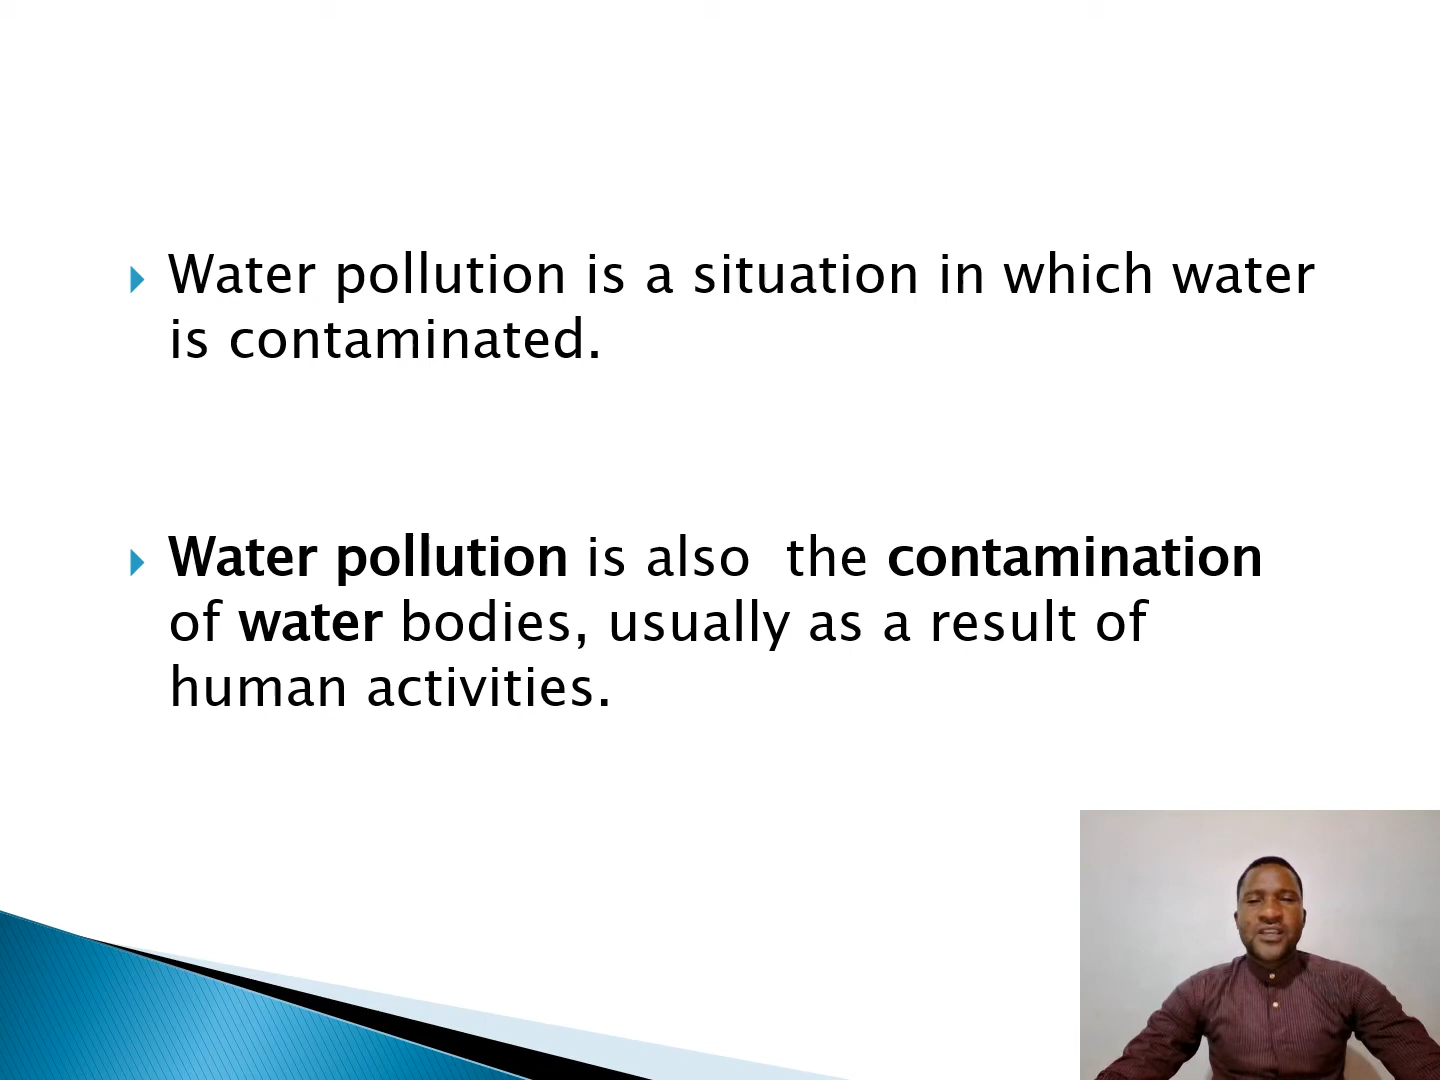 Water pollution is a situation in which water
is contaminated.
Water pollution is also  the contamination
of water bodies, usually as a result of
human activities.